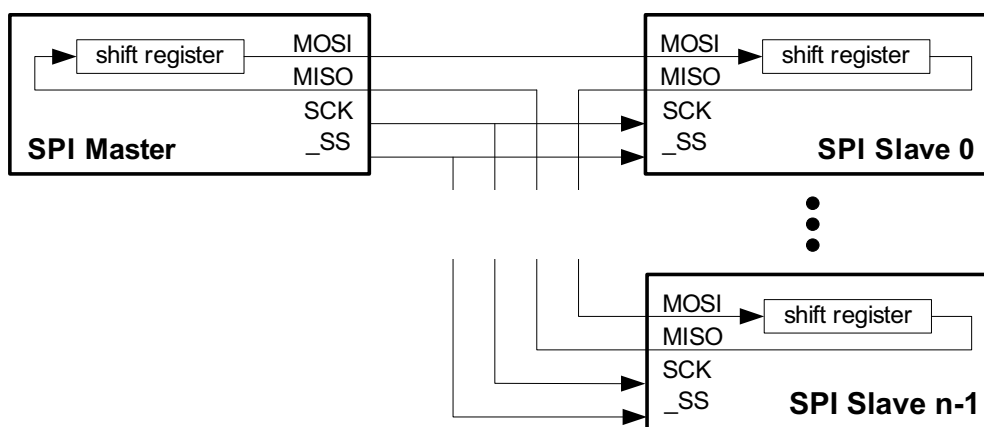 shift register
MOSI
MISO
SCK
_SS
SPI Master
MOSI
shift register
MISO
SCK
_SS
SPI Slave 0
MOSI
shift register
MISO
SCK
_SS
SPI Slave n-1